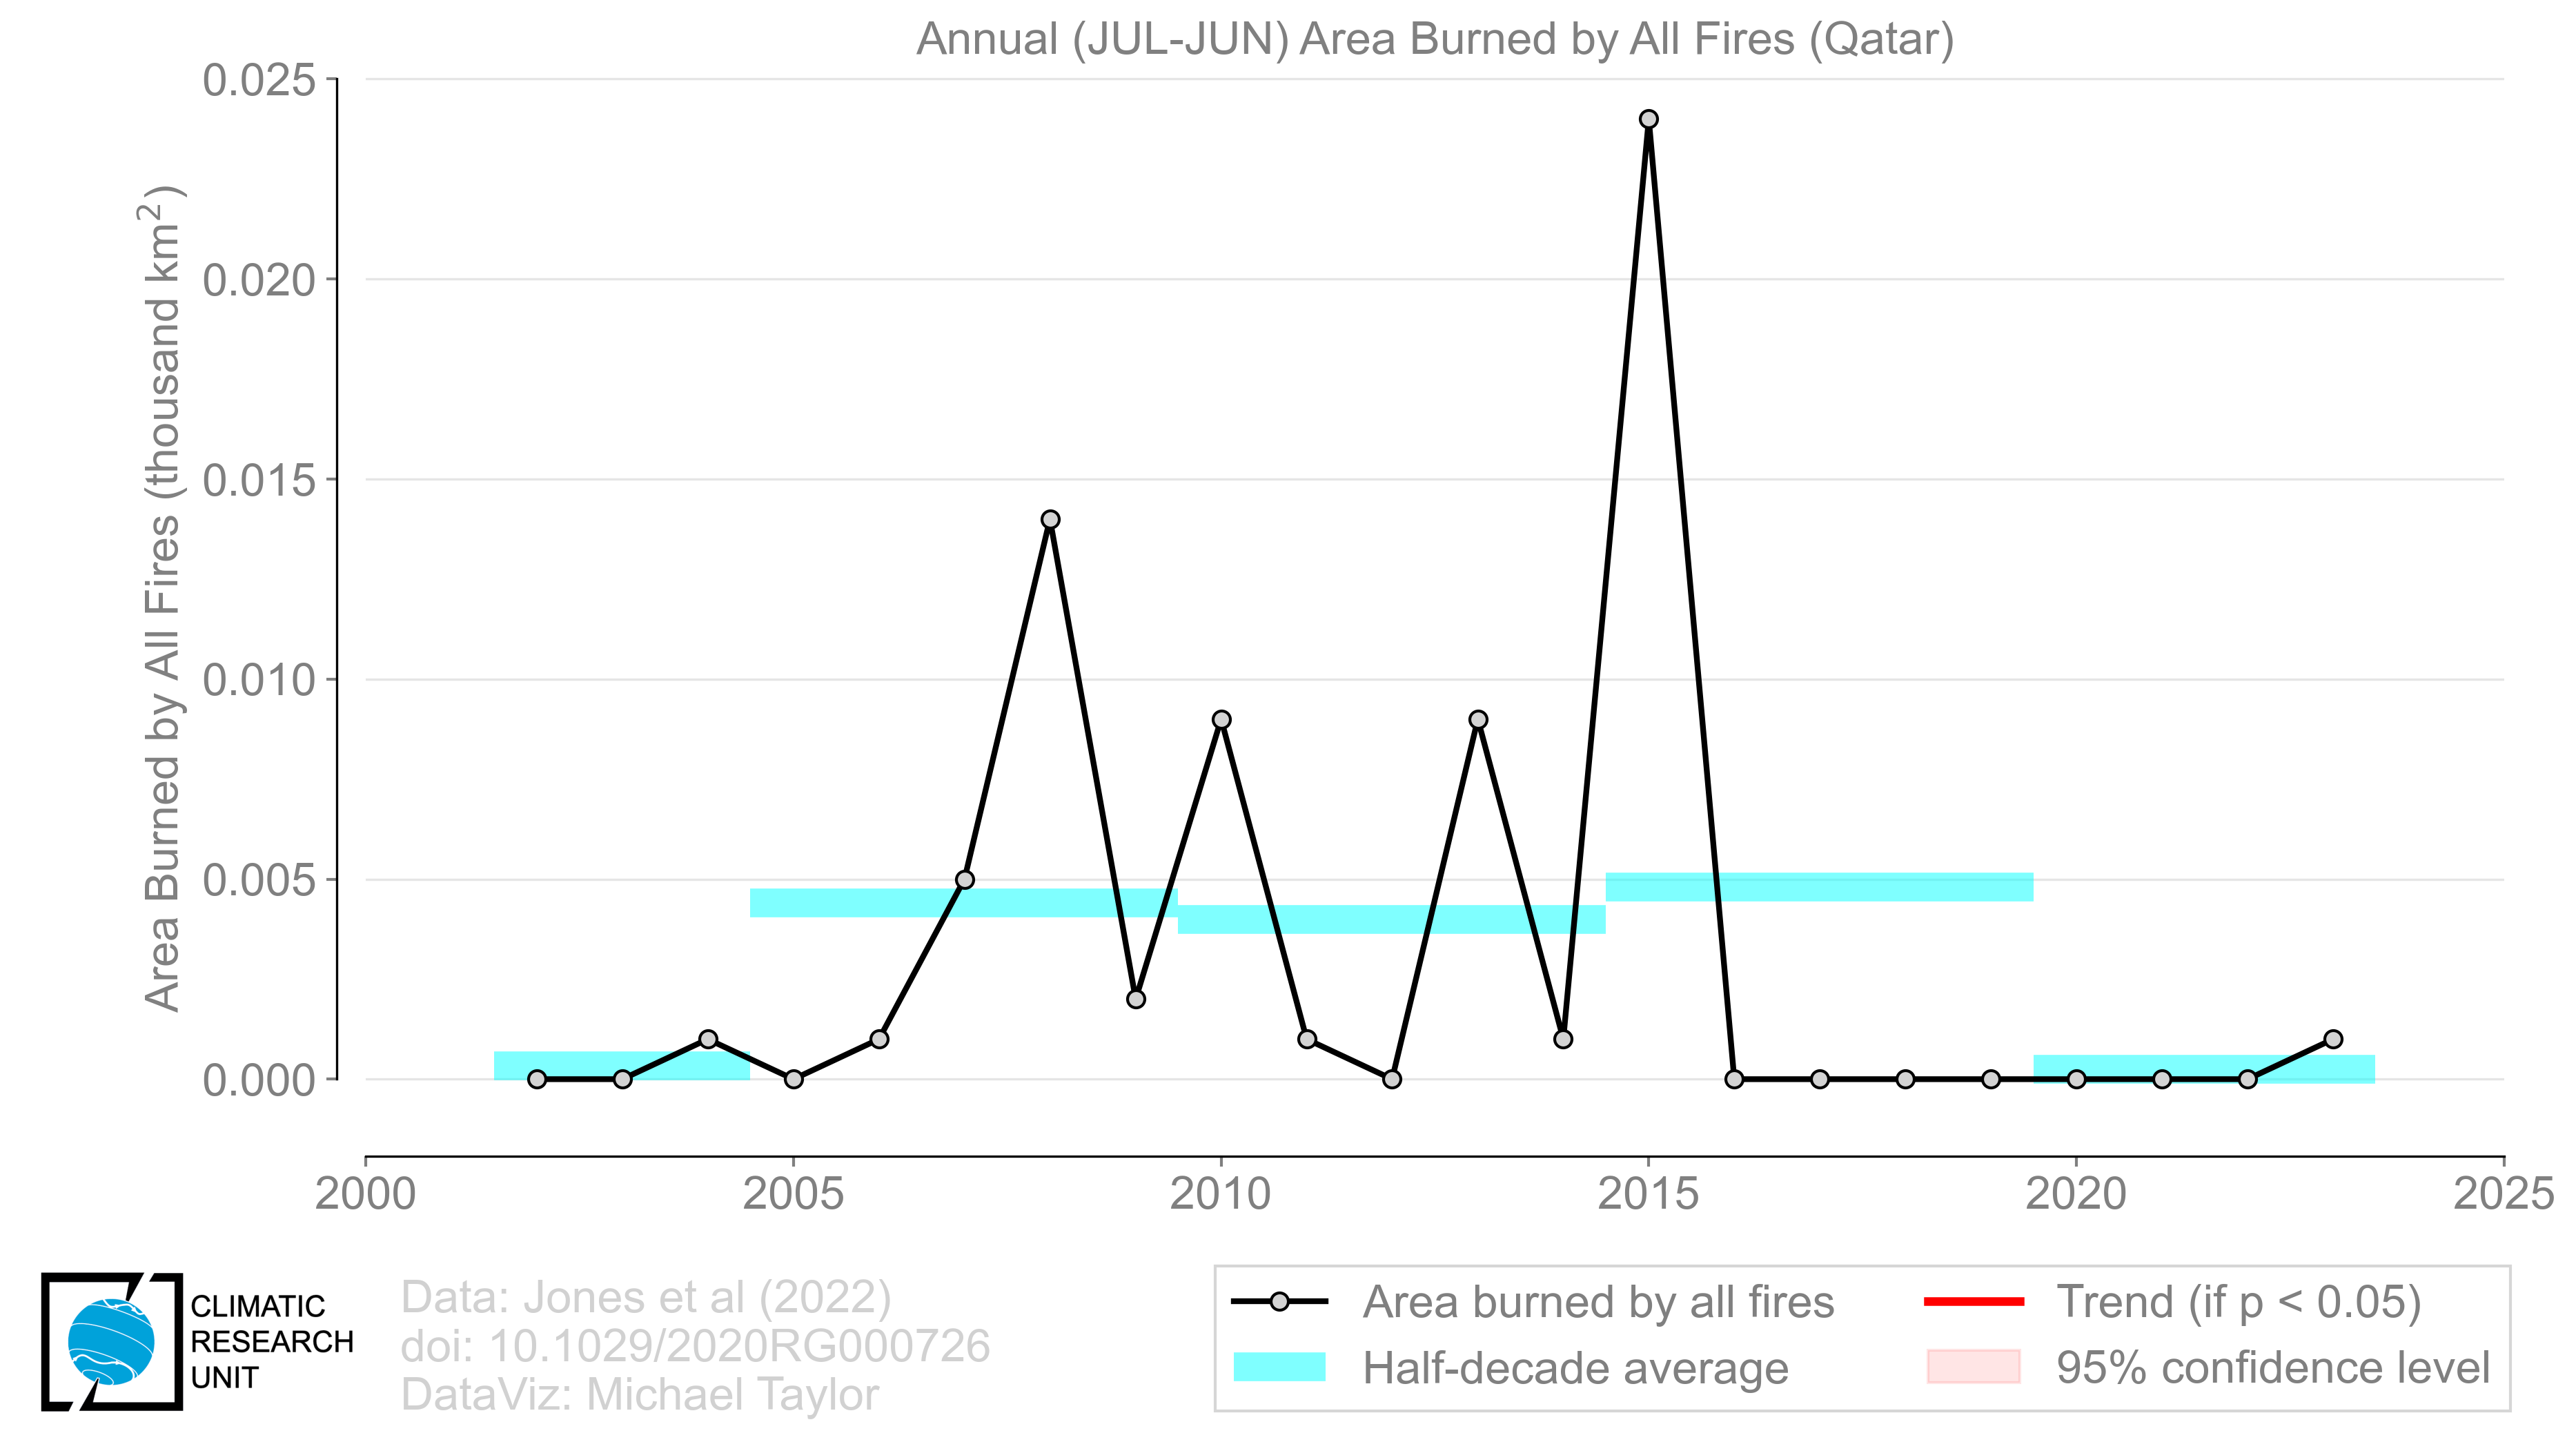 Annual (JUL-JUN) Area Burned by All Fires (Qatar)
Area Burned by All Fires (thousand km²)
0.025
0.020
0.015
0.010
0.005
0.000
2000 2005 2010 2015 2020 2025
CLIMATIC
RESEARCH
UNIT
Data: Jones et al (2022)
doi: 10.1029/2020RG000726
DataViz: Michael Taylor
Area burned by all fires
Half-decade average
Trend (if p < 0.05)
95% confidence level